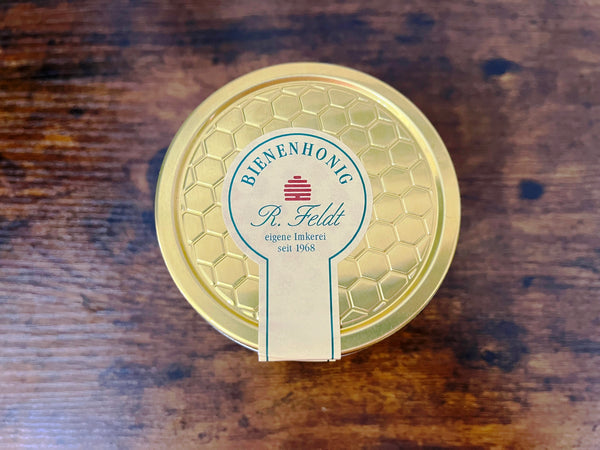 BIENENHONIG
R. Feldt
eigene Imkerei
seit 1968